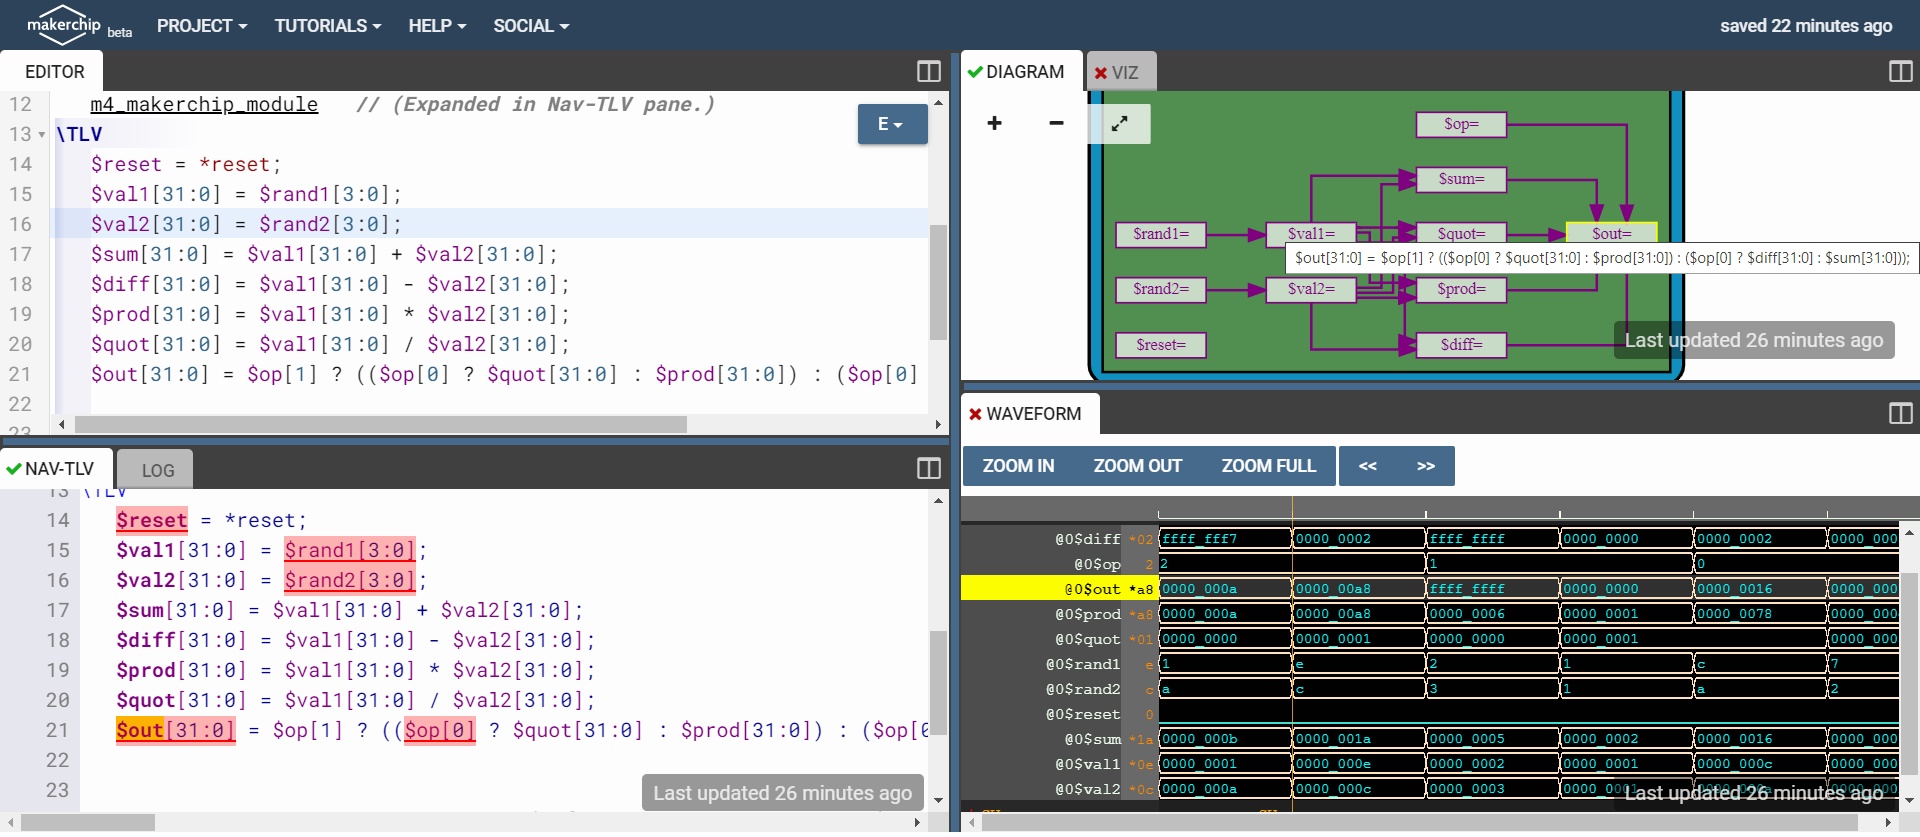 makerchip beta PROJECT TUTORIALS HELP SOCIAL saved 22 minutes ago
EDITOR
12 m4_makerchip_module // (Expanded in Nav-TLV pane.)
E
13 \TLV
14 $reset = *reset;
15 $val1[31:0] = $rand1[3:0];
16 $val2[31:0] = $rand2[3:0];
17 $sum[31:0] = $val1[31:0] + $val2[31:0];
18 $diff[31:0] = $val1[31:0] - $val2[31:0];
19 $prod[31:0] = $val1[31:0] * $val2[31:0];
20 $quot[31:0] = $val1[31:0] / $val2[31:0];
21 $out[31:0] = $op[1] ? (($op[0] ? $quot[31:0] : $prod[31:0]) : ($op[0]
22
23
NAV-TLV LOG
13 \TLV
14 $reset = *reset;
15 $val1[31:0] = $rand1[3:0];
16 $val2[31:0] = $rand2[3:0];
17 $sum[31:0] = $val1[31:0] + $val2[31:0];
18 $diff[31:0] = $val1[31:0] - $val2[31:0];
19 $prod[31:0] = $val1[31:0] * $val2[31:0];
20 $quot[31:0] = $val1[31:0] / $val2[31:0];
21 $out[31:0] = $op[1] ? (($op[0] ? $quot[31:0] : $prod[31:0]) : ($op[0
22
23
Last updated 26 minutes ago
DIAGRAM VIZ
+ −
$op=
$sum=
$rand1= $val1= $quot= $out=
$out[31:0] = $op[1] ? (($op[0] ? $quot[31:0] : $prod[31:0]) : ($op[0] ? $diff[31:0] : $sum[31:0]));
$rand2= $val2= $prod=
$reset= $diff=
Last updated 26 minutes ago
WAVEFORM
ZOOM IN ZOOM OUT ZOOM FULL << >>
@0$diff *02 ffff_fff7 0000_0002 ffff_ffff 0000_0000 0000_0002 0000_000
@0$op 2 2 1 0
@0$out *a8 0000_000a 0000_00a8 ffff_ffff 0000_0000 0000_0016 0000_000
@0$prod *a8 0000_000a 0000_00a8 0000_0006 0000_0001 0000_0078 0000_000
@0$quot *01 0000_0000 0000_0001 0000_0000 0000_0001 0000_000
@0$rand1 e 1 e 2 1 c 7
@0$rand2 c a c 3 1 a 2
@0$reset 0
@0$sum *1a 0000_000b 0000_001a 0000_0005 0000_0002 0000_0016 0000_000
@0$val1 *0e 0000_0001 0000_000e 0000_0002 0000_0001 0000_000c 0000_000
@0$val2 *0c 0000_000a 0000_000c 0000_0003 0000_0001 0000_000a 0000_000
Last updated 26 minutes ago